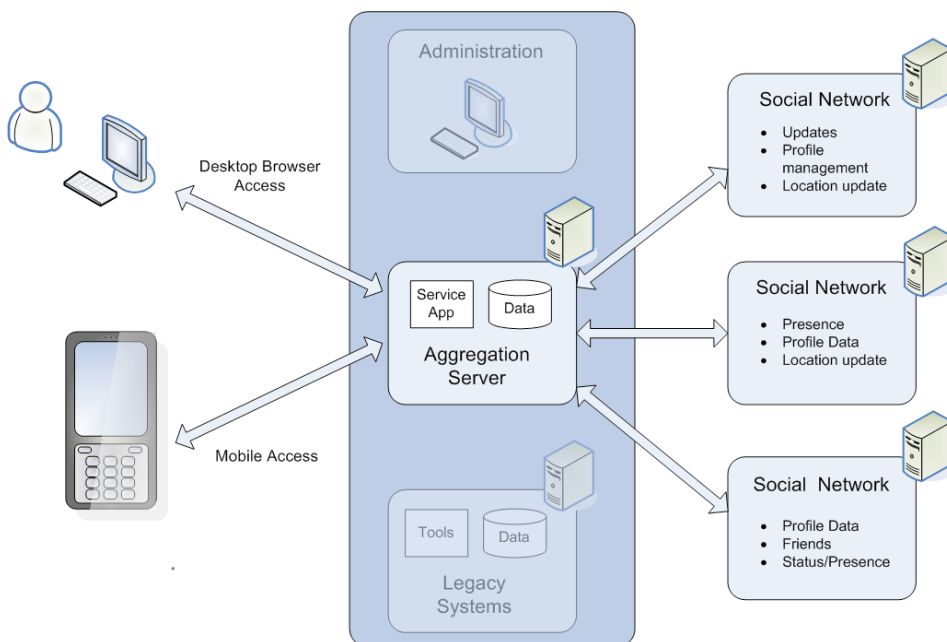 Administration
Desktop Browser
Access
Service
App
Data
Aggregation
Server
Mobile Access
Tools
Data
Legacy
Systems
Social Network
• Updates
• Profile
management
• Location update
Social Network
• Presence
• Profile Data
• Location update
Social Network
• Profile Data
• Friends
• Status/Presence